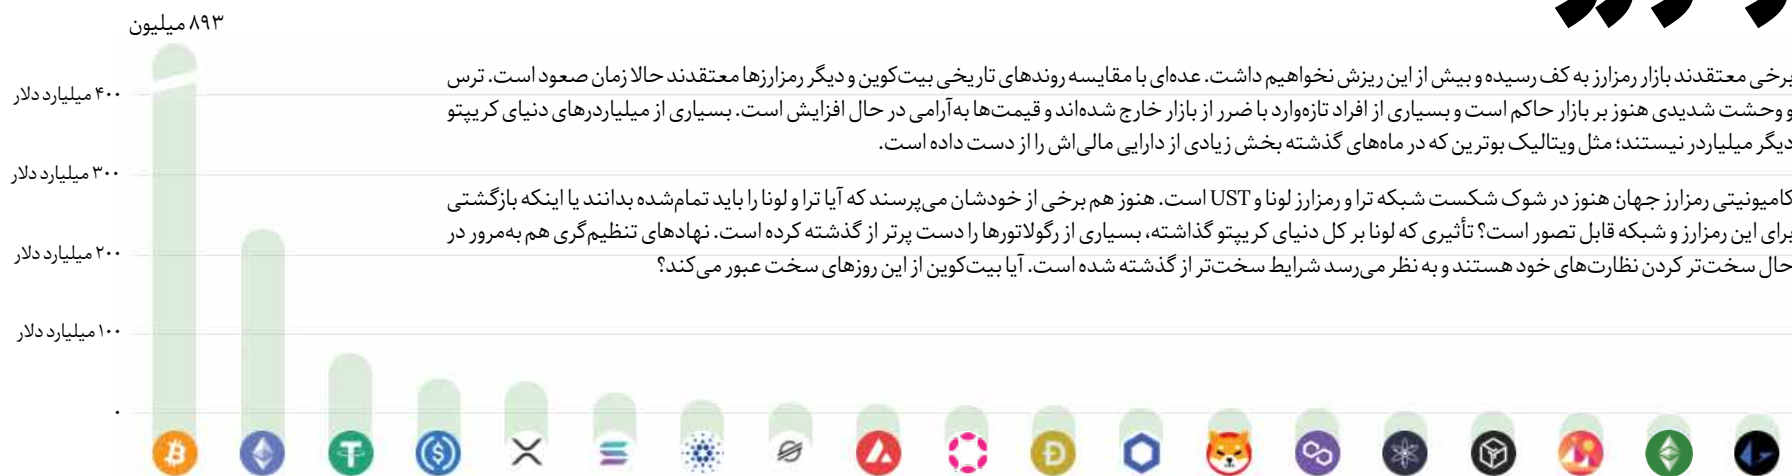 ۸۹۳ میلیون
برخی معتقدند بازار رمزارز به کف رسیده و بیش از این ریزش نخواهیم داشت. عده‌ای با مقایسه روندهای تاریخی بیت‌کوین و دیگر رمزارزها معتقدند حالا زمان صعود است. ترس
و وحشت شدیدی هنوز بر بازار حاکم است و بسیاری از افراد تازه‌وارد با ضرر از بازار خارج شده‌اند و قیمت‌ها به‌آرامی در حال افزایش است. بسیاری از میلیاردرهای دنیای کریپتو
دیگر میلیاردر نیستند؛ مثل ویتالیک بوترین که در ماه‌های گذشته بخش زیادی از دارایی مالی‌اش را از دست داده است.
کامیونیتی رمزارز جهان هنوز در شوک شکست شبکه ترا و رمزارز لونا و UST است. هنوز هم برخی از خودشان می‌پرسند که آیا ترا و لونا را باید تمام‌شده بدانند یا اینکه بازگشتی
برای این رمزارز و شبکه قابل تصور است؟ تأثیری که لونا بر کل دنیای کریپتو گذاشته، بسیاری از رگولاتورها را دست پرتر از گذشته کرده است. نهادهای تنظیم‌گری هم به‌مرور در
حال سخت‌تر کردن نظارت‌های خود هستند و به نظر می‌رسد شرایط سخت‌تر از گذشته شده است. آیا بیت‌کوین از این روزهای سخت عبور می‌کند؟
۴۰۰ میلیارد دلار
۳۰۰ میلیارد دلار
۲۰۰ میلیارد دلار
۱۰۰ میلیارد دلار
۰